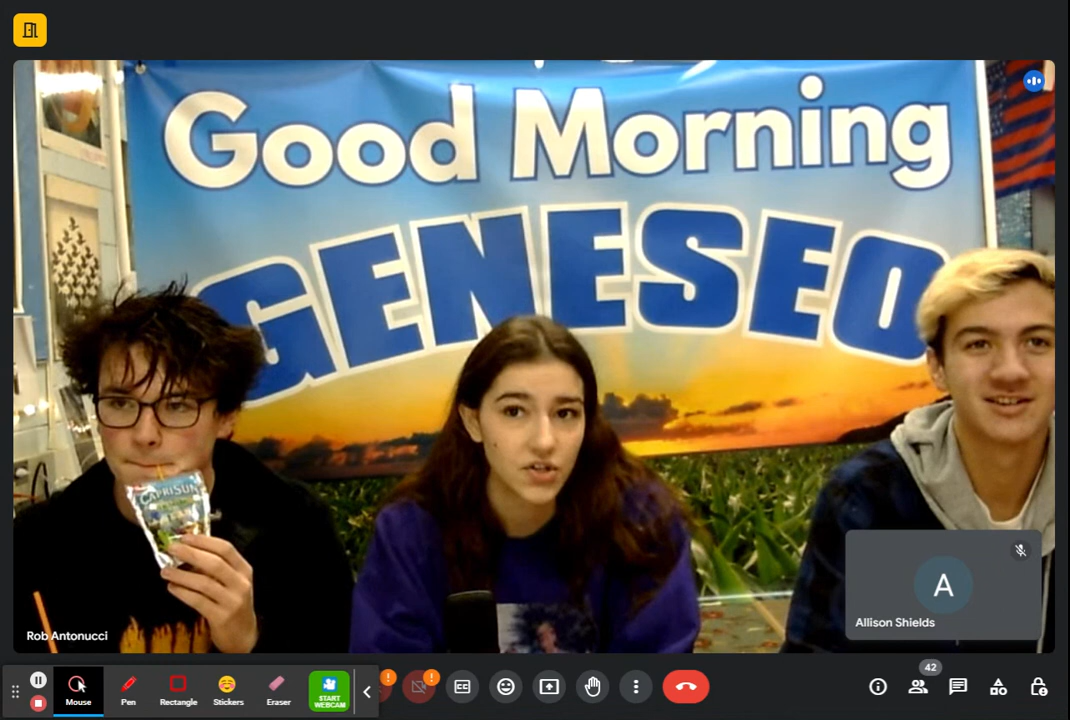 Good Morning
GENESEO
CAPRISUN
Rob Antonucci
A
Allison Shields
Mouse
Pen
Rectangle
Stickers
Eraser
START
WEBCAM
CC
42